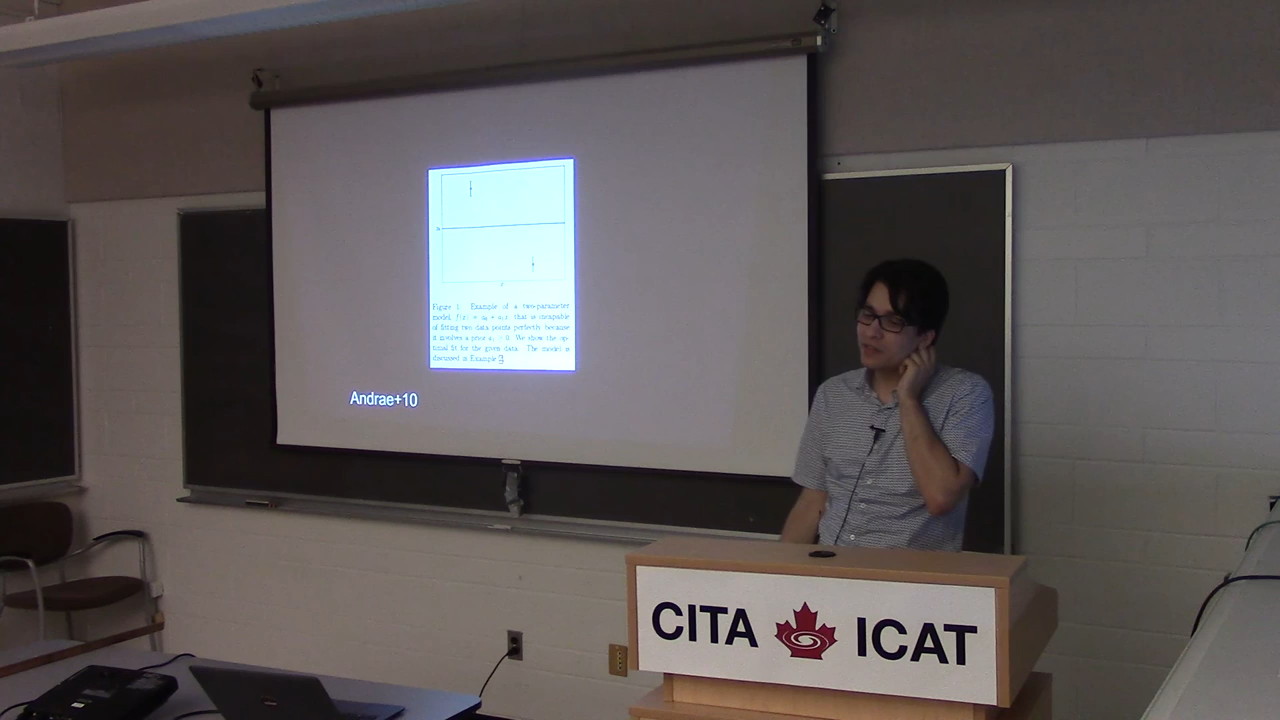 Figure 1: Example of a two-parameter
model, f(x) = a₀ + a₁x, that is incapable
of fitting two data points perfectly because
it involves a prior a₁ ≥ 0. We show the op-
timal fit for the given data. The model is
discussed in Example
Andrae+10
CITA ICAT